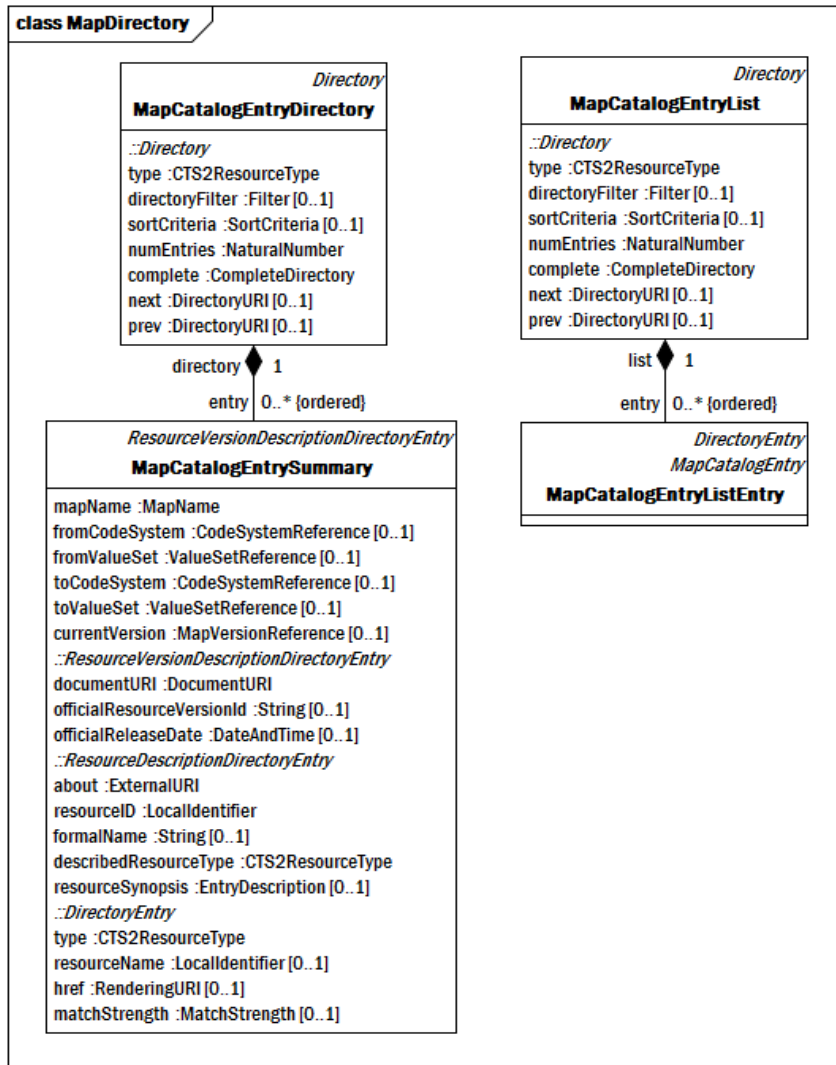 class MapDirectory
Directory
MapCatalogEntryDirectory
::Directory
type :CTS2ResourceType
directoryFilter :Filter [0..1]
sortCriteria :SortCriteria [0..1]
numEntries :NaturalNumber
complete :CompleteDirectory
next :DirectoryURI [0..1]
prev :DirectoryURI [0..1]
directory 1
entry 0..* {ordered}
ResourceVersionDescriptionDirectoryEntry
MapCatalogEntrySummary
mapName :MapName
fromCodeSystem :CodeSystemReference [0..1]
fromValueSet :ValueSetReference [0..1]
toCodeSystem :CodeSystemReference [0..1]
toValueSet :ValueSetReference [0..1]
currentVersion :MapVersionReference [0..1]
::ResourceVersionDescriptionDirectoryEntry
documentURI :DocumentURI
officialResourceVersionId :String [0..1]
officialReleaseDate :DateAndTime [0..1]
::ResourceDescriptionDirectoryEntry
about :ExternalURI
resourceID :LocalIdentifier
formalName :String [0..1]
describedResourceType :CTS2ResourceType
resourceSynopsis :EntryDescription [0..1]
::DirectoryEntry
type :CTS2ResourceType
resourceName :LocalIdentifier [0..1]
href :RenderingURI [0..1]
matchStrength :MatchStrength [0..1]
Directory
MapCatalogEntryList
::Directory
type :CTS2ResourceType
directoryFilter :Filter [0..1]
sortCriteria :SortCriteria [0..1]
numEntries :NaturalNumber
complete :CompleteDirectory
next :DirectoryURI [0..1]
prev :DirectoryURI [0..1]
list 1
entry 0..* {ordered}
DirectoryEntry
MapCatalogEntry
MapCatalogEntryListEntry